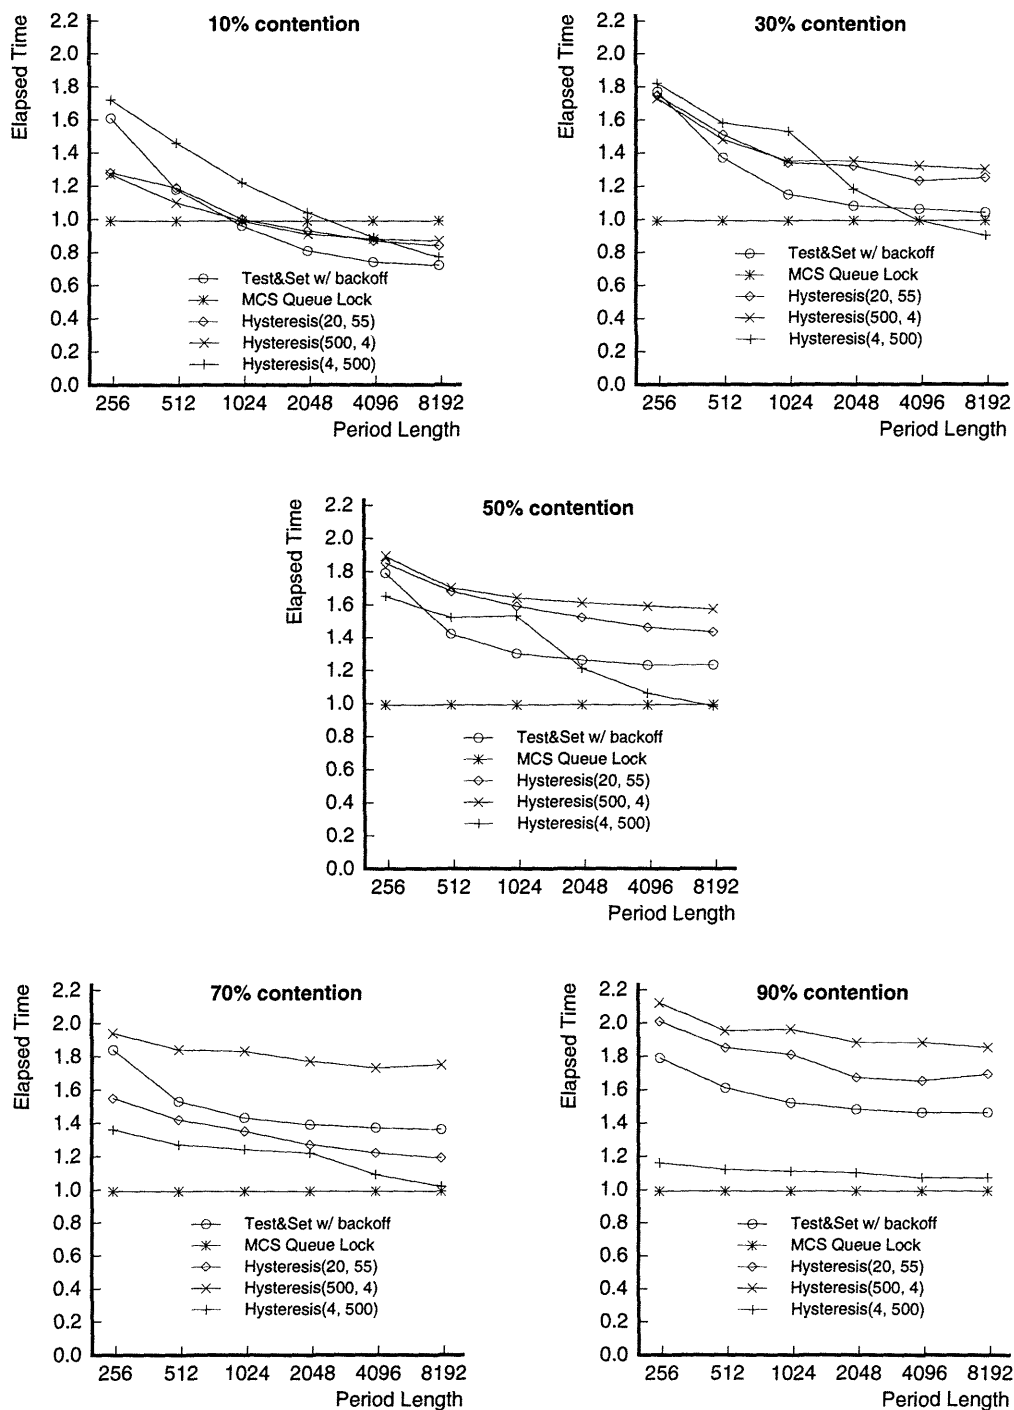 10% contention
Elapsed Time
2.2
2.0
1.8
1.6
1.4
1.2
1.0
0.8
0.6
0.4
0.2
0.0
Test&Set w/ backoff
MCS Queue Lock
Hysteresis(20, 55)
Hysteresis(500, 4)
Hysteresis(4, 500)
256 512 1024 2048 4096 8192
Period Length
30% contention
Elapsed Time
2.2
2.0
1.8
1.6
1.4
1.2
1.0
0.8
0.6
0.4
0.2
0.0
Test&Set w/ backoff
MCS Queue Lock
Hysteresis(20, 55)
Hysteresis(500, 4)
Hysteresis(4, 500)
256 512 1024 2048 4096 8192
Period Length
50% contention
Elapsed Time
2.2
2.0
1.8
1.6
1.4
1.2
1.0
0.8
0.6
0.4
0.2
0.0
Test&Set w/ backoff
MCS Queue Lock
Hysteresis(20, 55)
Hysteresis(500, 4)
Hysteresis(4, 500)
256 512 1024 2048 4096 8192
Period Length
70% contention
Elapsed Time
2.2
2.0
1.8
1.6
1.4
1.2
1.0
0.8
0.6
0.4
0.2
0.0
Test&Set w/ backoff
MCS Queue Lock
Hysteresis(20, 55)
Hysteresis(500, 4)
Hysteresis(4, 500)
256 512 1024 2048 4096 8192
Period Length
90% contention
Elapsed Time
2.2
2.0
1.8
1.6
1.4
1.2
1.0
0.8
0.6
0.4
0.2
0.0
Test&Set w/ backoff
MCS Queue Lock
Hysteresis(20, 55)
Hysteresis(500, 4)
Hysteresis(4, 500)
256 512 1024 2048 4096 8192
Period Length